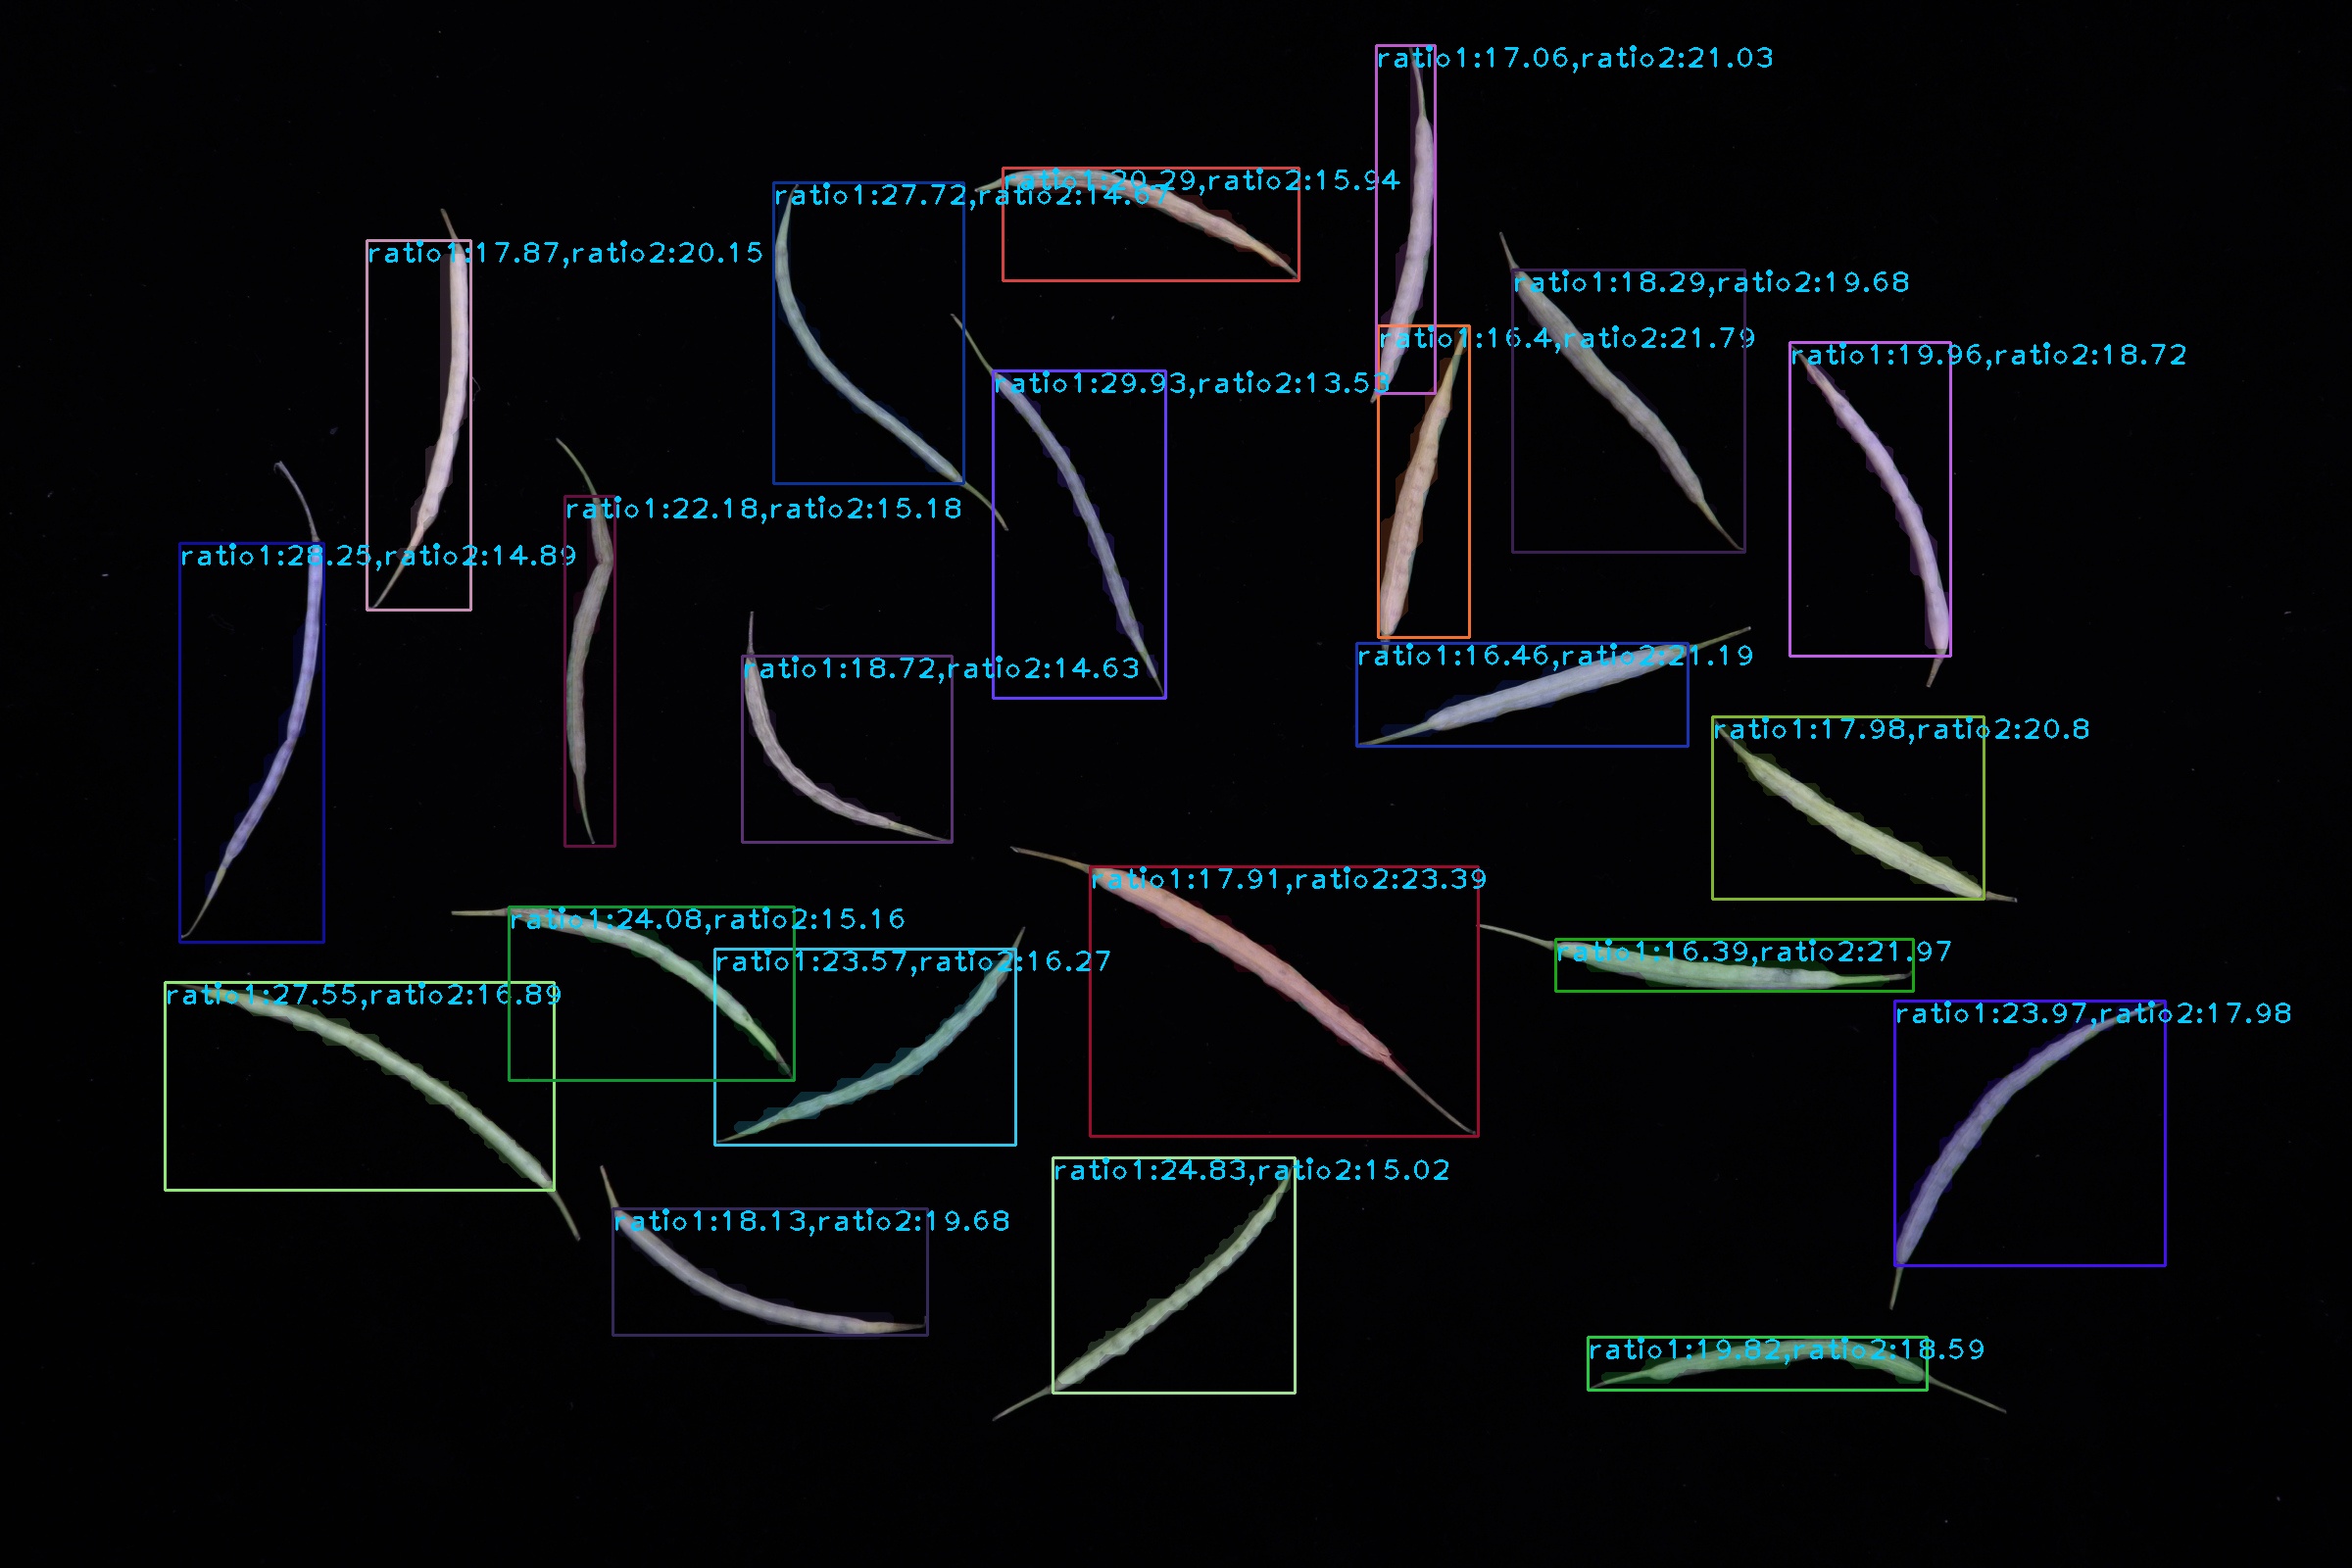 ratio1:17.06,ratio2:21.03
ratio1:20.29,ratio2:15.94
ratio1:27.72,ratio2:14.67
ratio1:17.87,ratio2:20.15
ratio1:18.29,ratio2:19.68
ratio1:16.4,ratio2:21.79
ratio1:19.96,ratio2:18.72
ratio1:29.93,ratio2:13.53
ratio1:22.18,ratio2:15.18
ratio1:28.25,ratio2:14.89
ratio1:16.46,ratio2:21.19
ratio1:18.72,ratio2:14.63
ratio1:17.98,ratio2:20.8
ratio1:17.91,ratio2:23.39
ratio1:24.08,ratio2:15.16
ratio1:16.39,ratio2:21.97
ratio1:23.57,ratio2:16.27
ratio1:27.55,ratio2:16.89
ratio1:23.97,ratio2:17.98
ratio1:24.83,ratio2:15.02
ratio1:18.13,ratio2:19.68
ratio1:19.82,ratio2:18.59